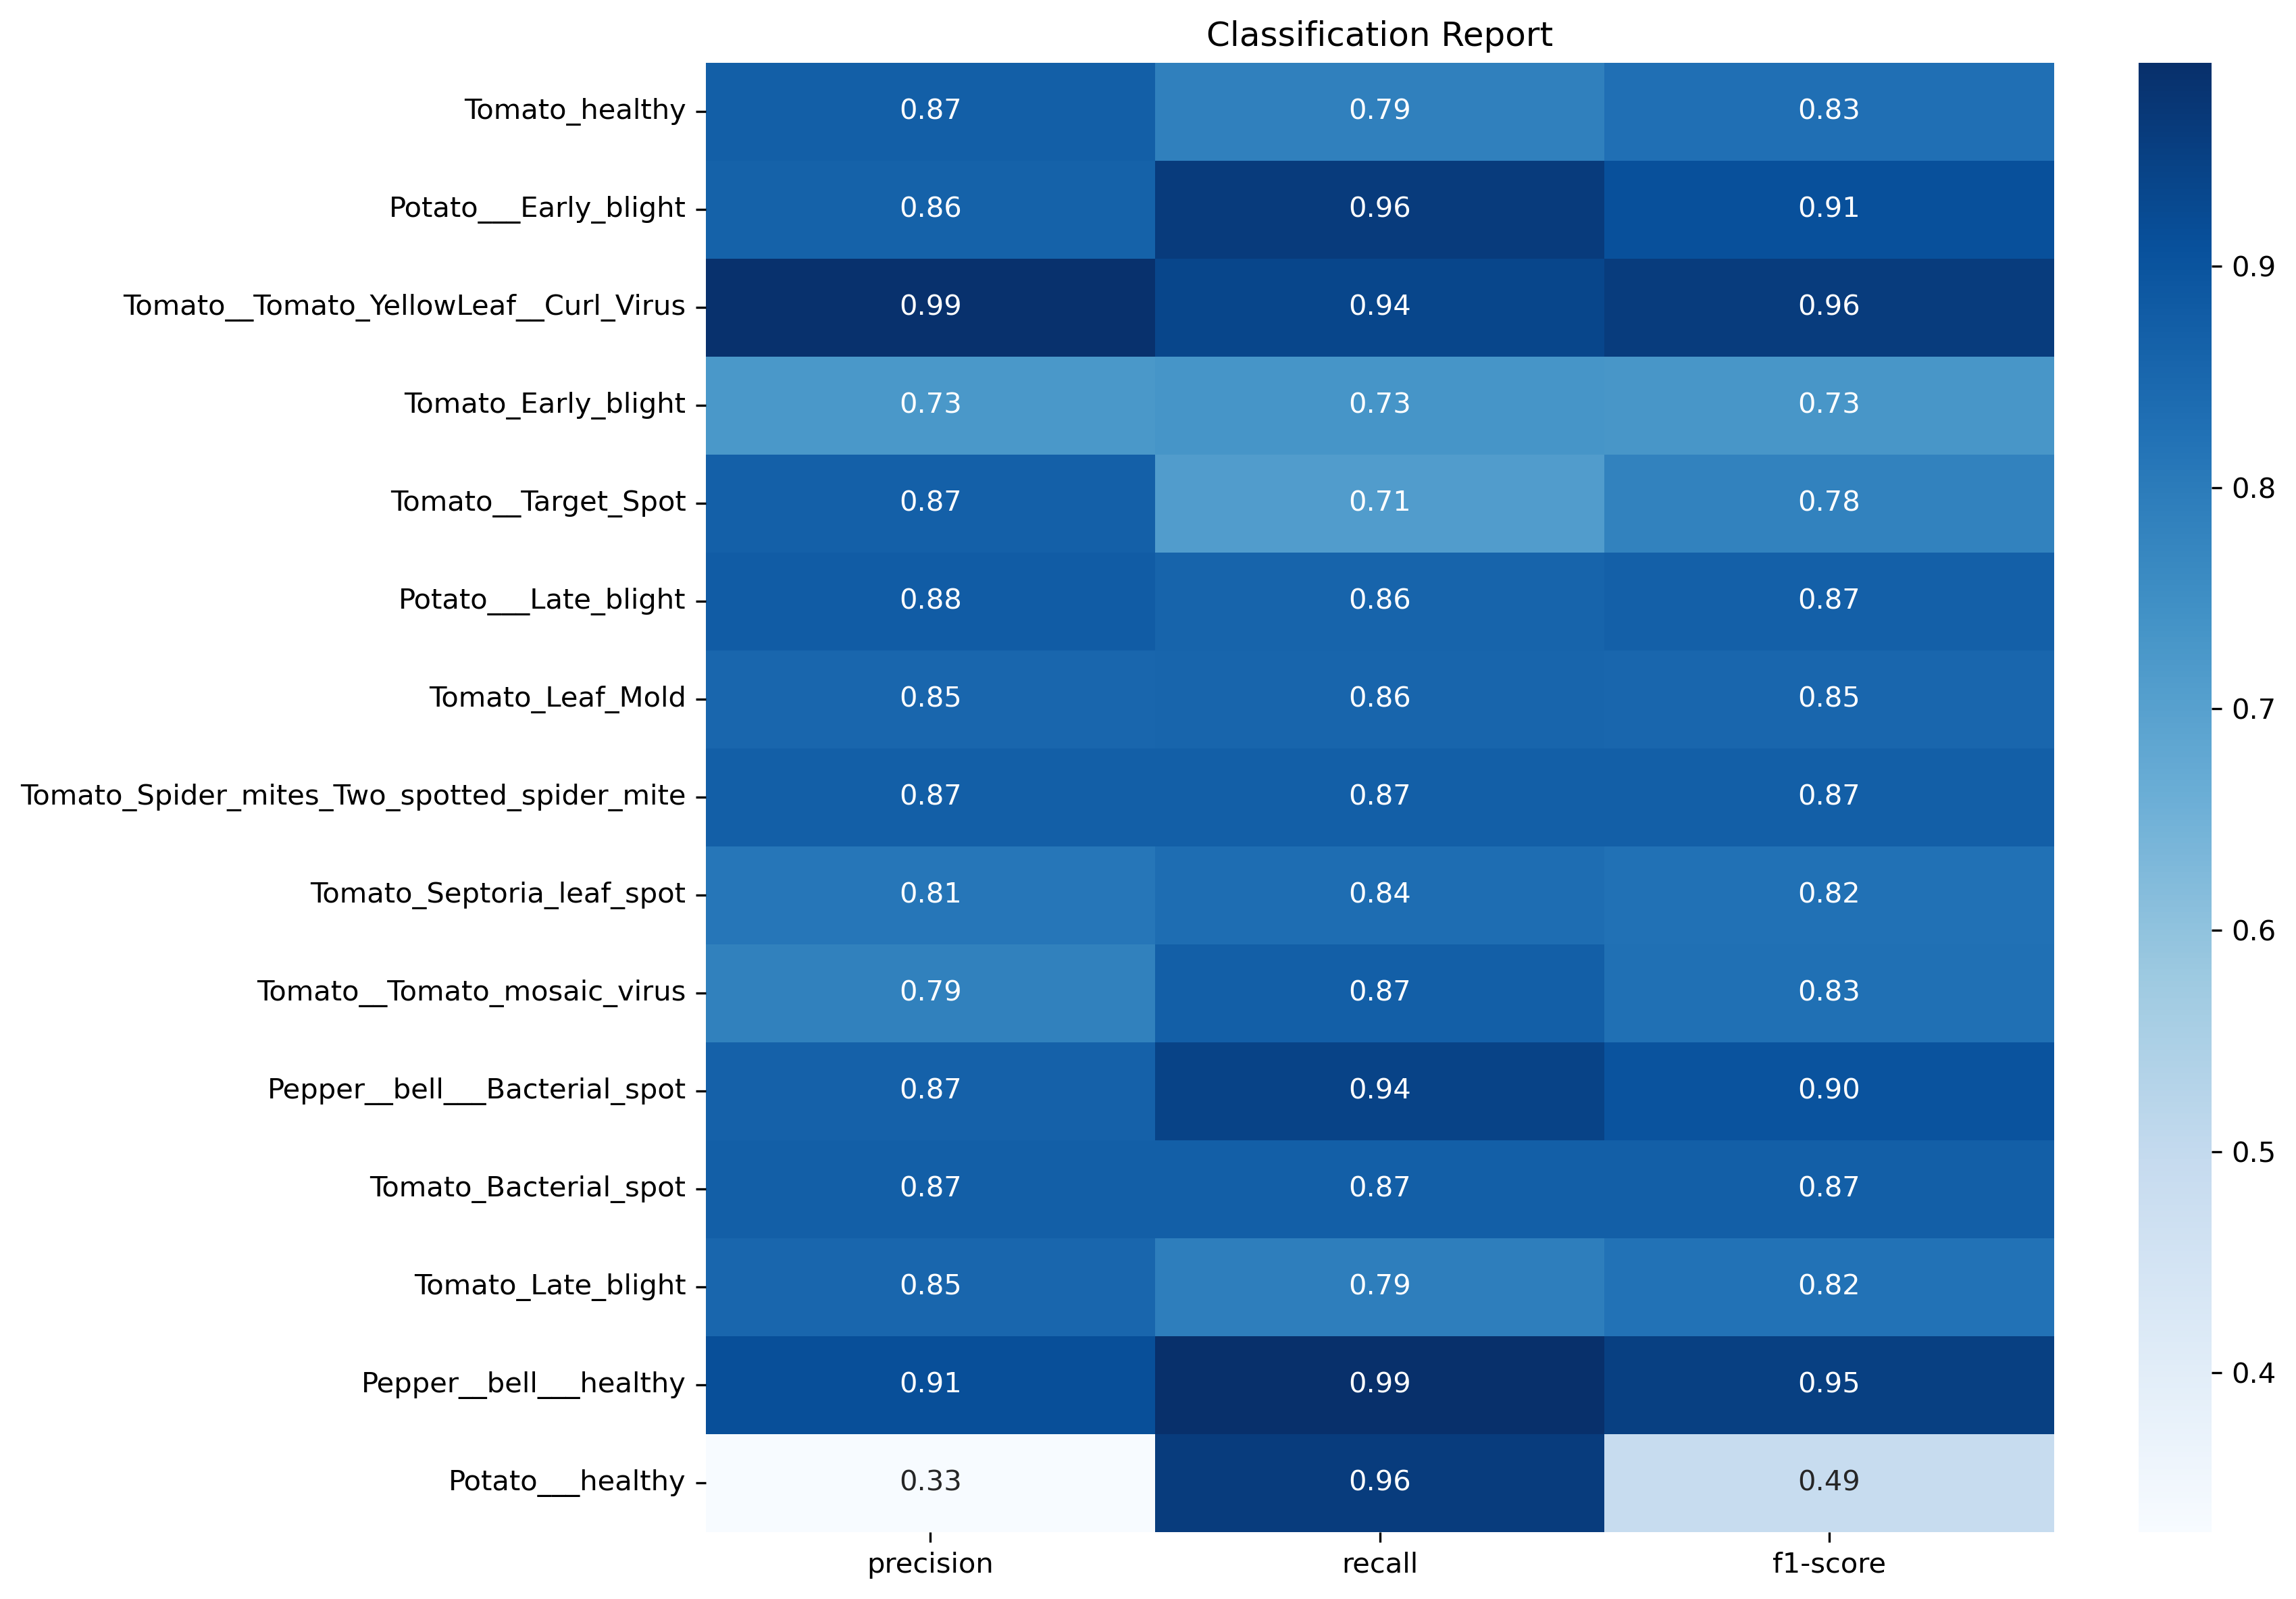 Classification Report
Tomato_healthy 0.87 0.79 0.83
Potato___Early_blight 0.86 0.96 0.91
Tomato__Tomato_YellowLeaf__Curl_Virus 0.99 0.94 0.96
Tomato_Early_blight 0.73 0.73 0.73
Tomato__Target_Spot 0.87 0.71 0.78
Potato___Late_blight 0.88 0.86 0.87
Tomato_Leaf_Mold 0.85 0.86 0.85
Tomato_Spider_mites_Two_spotted_spider_mite 0.87 0.87 0.87
Tomato_Septoria_leaf_spot 0.81 0.84 0.82
Tomato__Tomato_mosaic_virus 0.79 0.87 0.83
Pepper__bell___Bacterial_spot 0.87 0.94 0.90
Tomato_Bacterial_spot 0.87 0.87 0.87
Tomato_Late_blight 0.85 0.79 0.82
Pepper__bell___healthy 0.91 0.99 0.95
Potato___healthy 0.33 0.96 0.49
precision recall f1-score
0.9
0.8
0.7
0.6
0.5
0.4